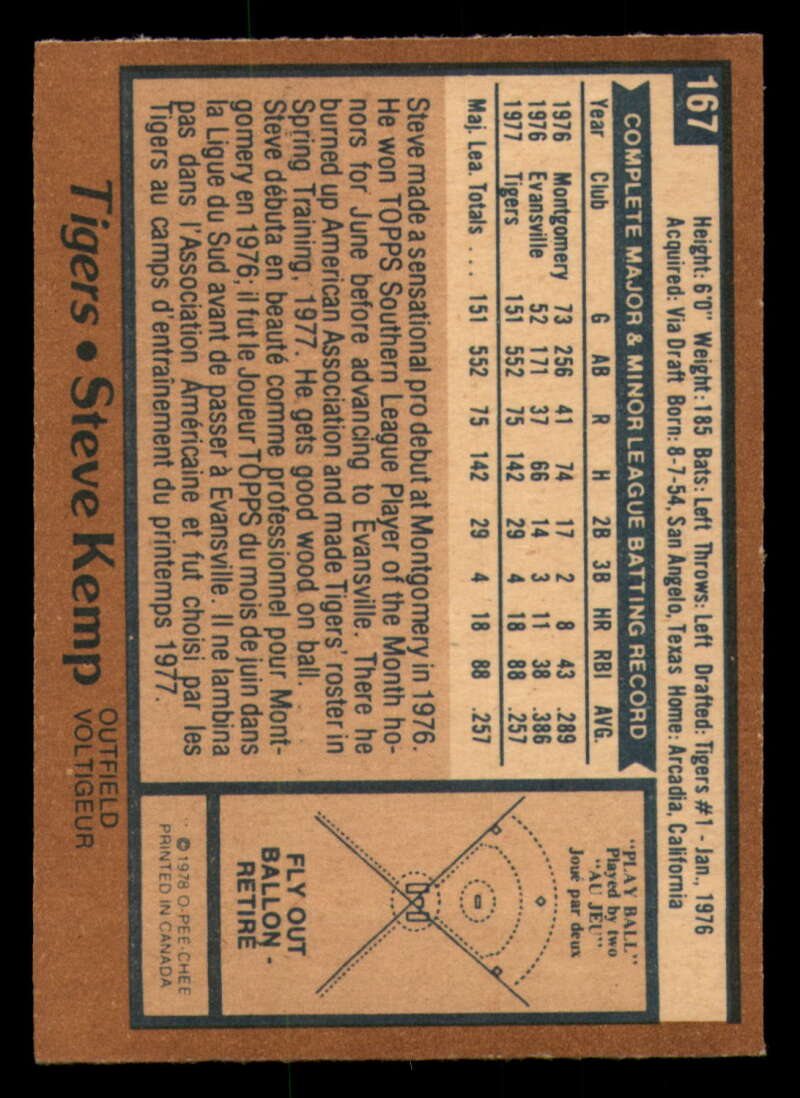 167
Height: 6'0" Weight: 185 Bats: Left Throws: Left Drafted: Tigers #1 - Jan., 1976
Acquired: Via Draft Born: 8-7-54, San Angelo, Texas Home: Arcadia, California
COMPLETE MAJOR & MINOR LEAGUE BATTING RECORD
Year Club G AB R H 2B 3B HR RBI AVG.
1976 Montgomery 73 256 41 74 17 2 8 43 .289
1976 Evansville 52 171 37 66 14 3 11 38 .386
1977 Tigers 151 552 75 142 29 4 18 88 .257
Maj. Lea. Totals . . . 151 552 75 142 29 4 18 88 .257
Steve made a sensational pro debut at Montgomery in 1976.
He won TOPPS Southern League Player of the Month ho-
nors for June before advancing to Evansville. There he
burned up American Association and made Tigers' roster in
Spring Training, 1977. He gets good wood on ball.
Steve débuta en beauté comme professionnel pour Mont-
gomery en 1976; il fut le Joueur TOPPS du mois de juin dans
la Ligue du Sud avant de passer à Evansville. Il ne lambina
pas dans l'Association Américaine et fut choisi par les
Tigers au camps d'entraînement du printemps 1977.
Tigers • Steve Kemp
OUTFIELD
VOLTIGEUR
"PLAY BALL"
Played by two
"AU JEU"
Joué par deux
FLY OUT
BALLON -
RETIRE
© 1978 O-PEE-CHEE
PRINTED IN CANADA